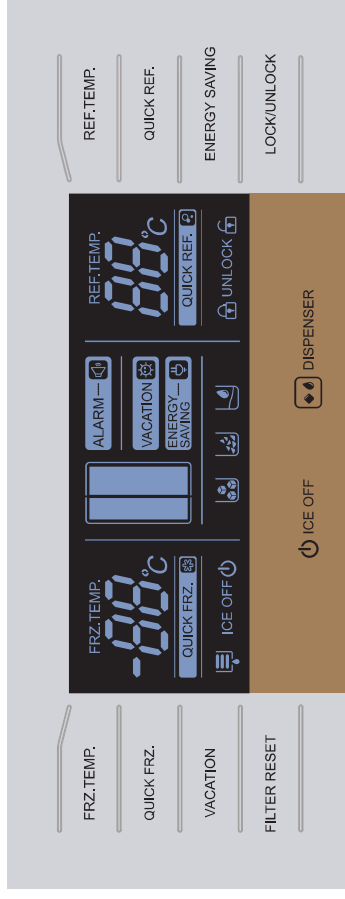 FRZ.TEMP.
QUICK FRZ.
VACATION
FILTER RESET
FRZ.TEMP.
-88°C
QUICK FRZ.
ICE OFF
ALARM
VACATION
ENERGY
SAVING
REF.TEMP.
88°C
QUICK REF.
UNLOCK
ICE OFF
DISPENSER
REF.TEMP.
QUICK REF.
ENERGY SAVING
LOCK/UNLOCK